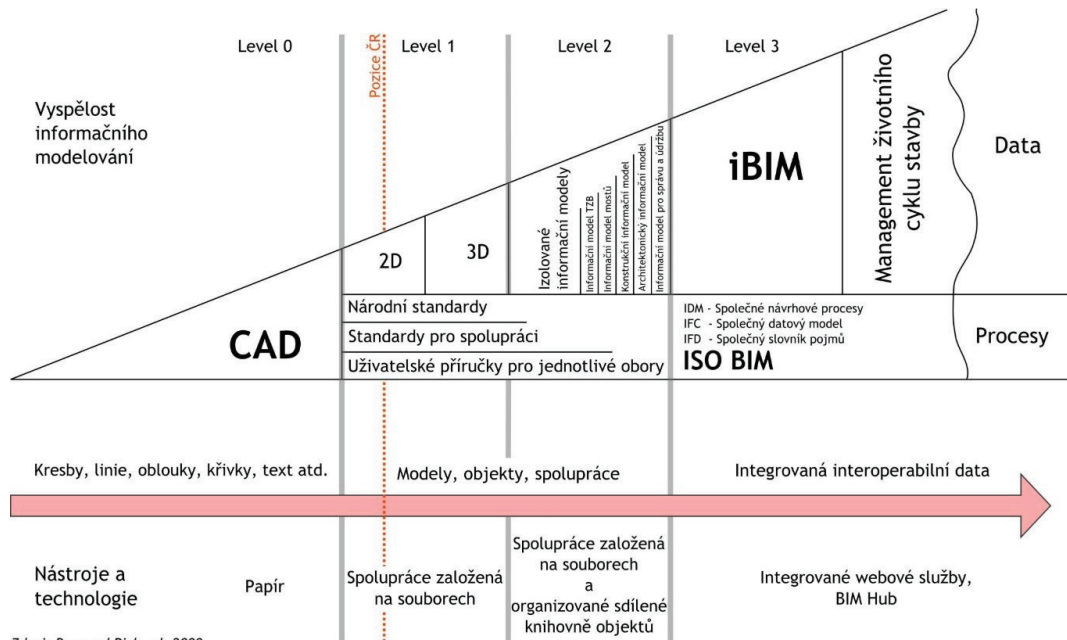 Level 0
Level 1
Level 2
Level 3
Pozice ČR
Vyspělost
informačního
modelování
2D
3D
Izolované
informační modely
Informační model TZB
Informační model mostů
Konstrukční informační model
Architektonický informační model
Informační model pro správu a údržbu
iBIM
Management životního
cyklu stavby
Data
CAD
Národní standardy
Standardy pro spolupráci
Uživatelské příručky pro jednotlivé obory
IDM - Společné návrhové procesy
IFC - Společný datový model
IFD - Společný slovník pojmů
ISO BIM
Procesy
Kresby, linie, oblouky, křivky, text atd.
Modely, objekty, spolupráce
Integrovaná interoperabilní data
Nástroje a
technologie
Papír
Spolupráce založená
na souborech
Spolupráce založená
na souborech
a
organizované sdílené
knihovně objektů
Integrované webové služby,
BIM Hub